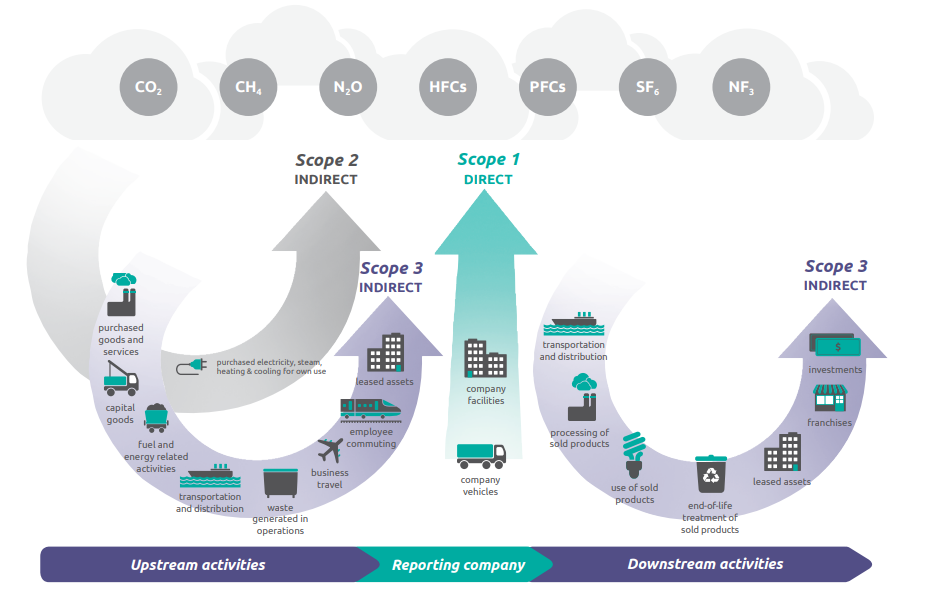 CO₂
CH₄
N₂O
HFCs
PFCs
SF₆
NF₃
Scope 2
INDIRECT
Scope 1
DIRECT
Scope 3
INDIRECT
Scope 3
INDIRECT
purchased
goods and
services
capital
goods
fuel and
energy related
activities
transportation
and distribution
waste
generated in
operations
business
travel
employee
commuting
leased assets
purchased electricity, steam,
heating & cooling for own use
company
facilities
company
vehicles
transportation
and distribution
processing of
sold products
use of sold
products
end-of-life
treatment of
sold products
leased assets
franchises
$
investments
Upstream activities
Reporting company
Downstream activities